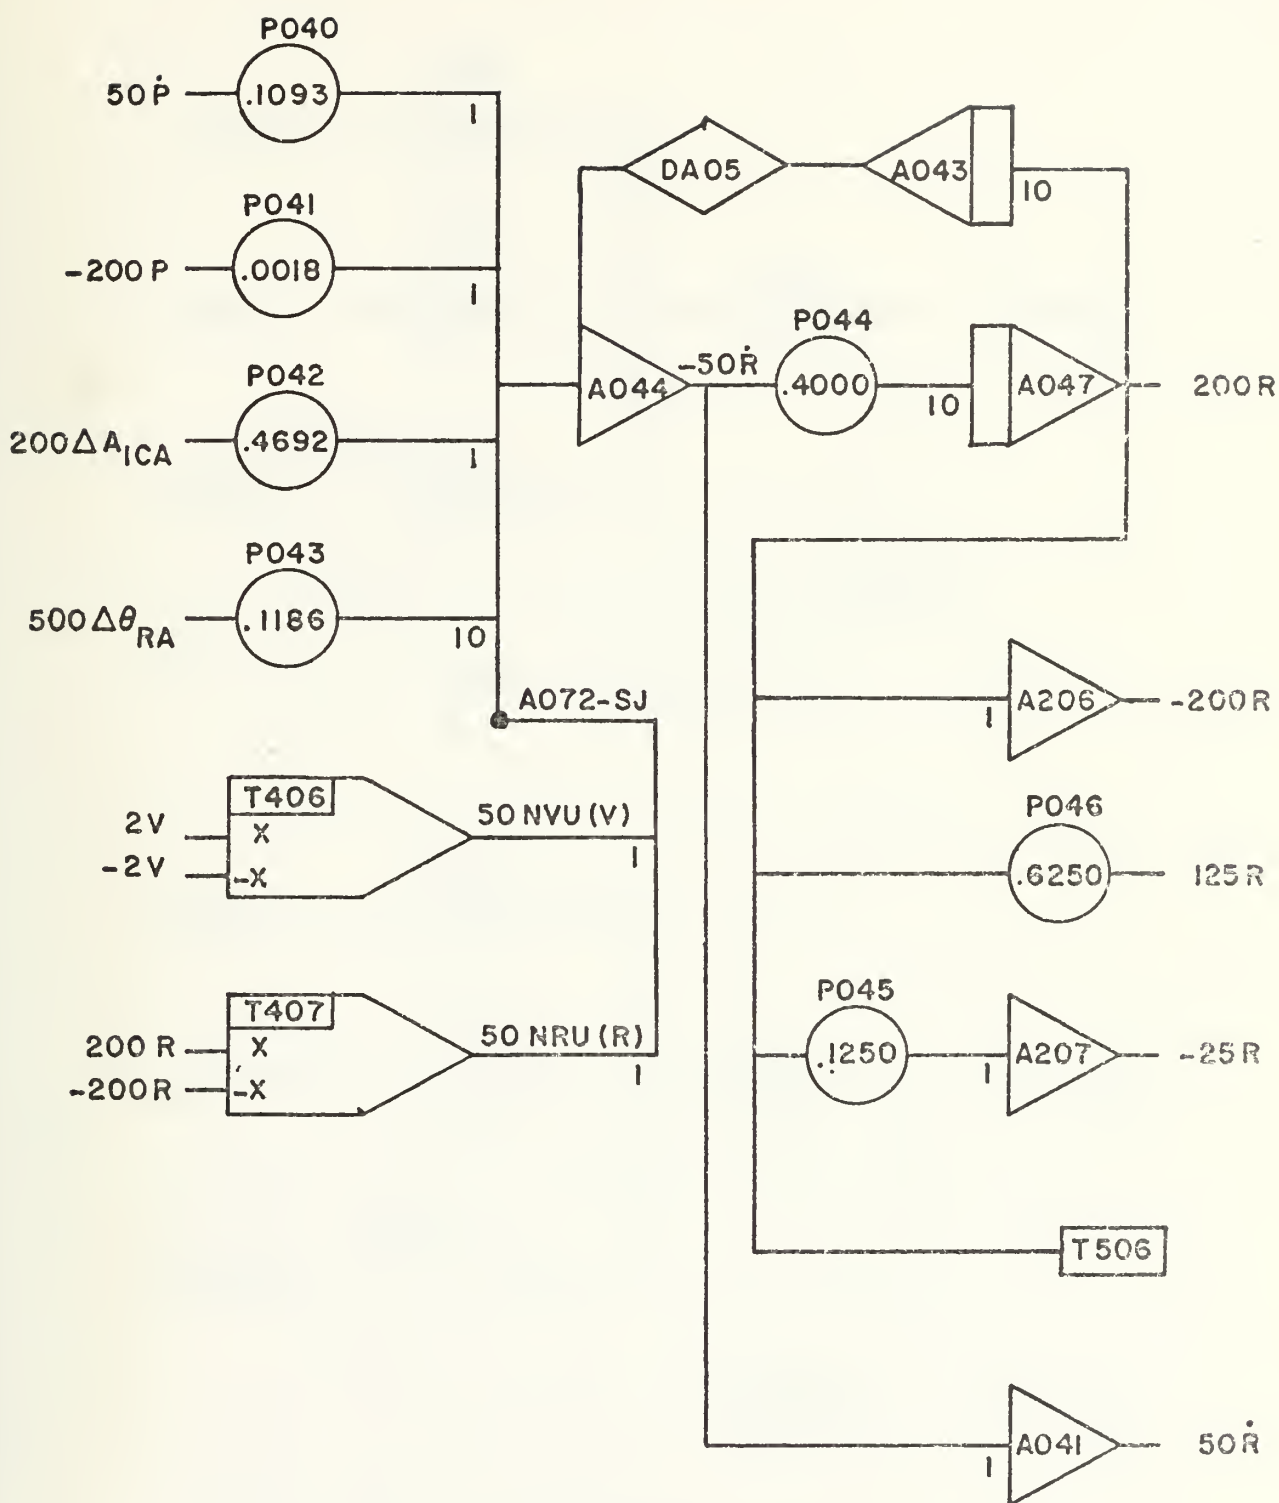 P040
50Ṗ
.1093
1
DA05
A043
10
P041
-200P
.0018
1
P044
P042
A044
-50Ṙ
.4000
10
A047
200R
200ΔA_ICA
.4692
1
P043
500Δθ_RA
.1186
10
A072-SJ
A206
1
-200R
T406
2V
X
-2V
-X
50 NVU (V)
1
P046
.6250
125R
P045
T407
200 R
X
-200R
-X
50 NRU (R)
1
.1250
1
A207
-25R
T506
A041
1
50Ṙ